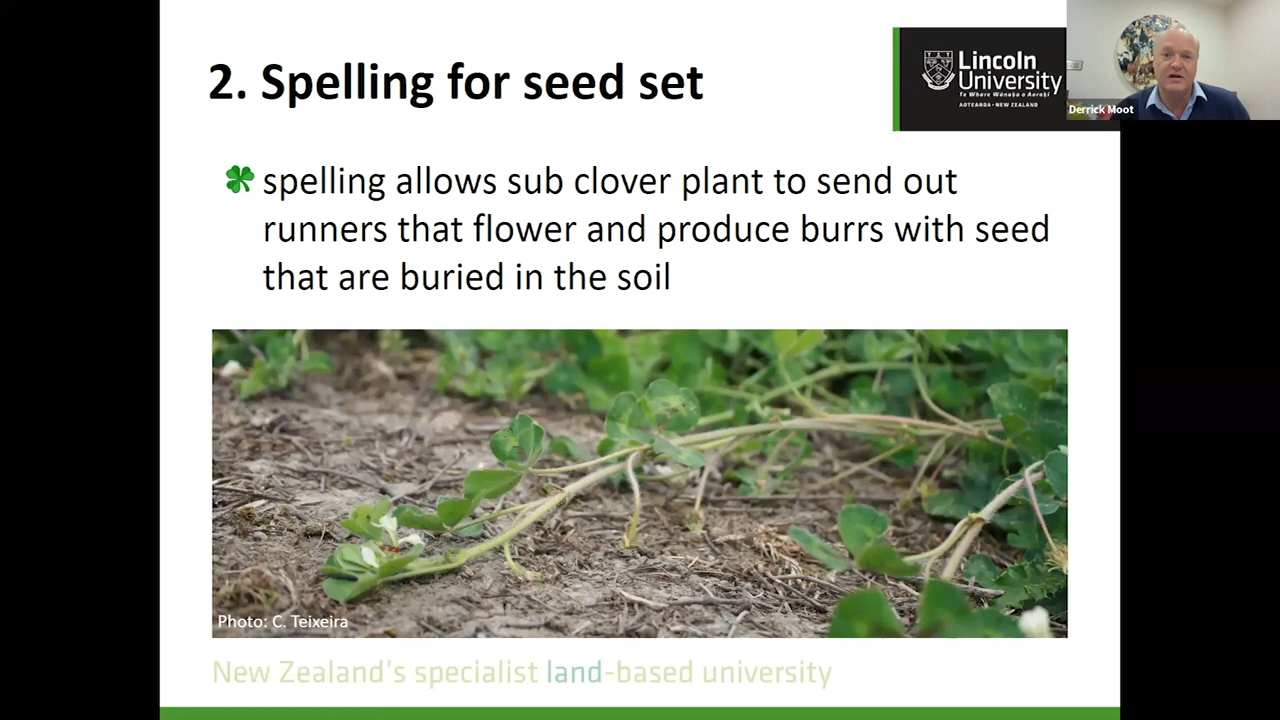 2. Spelling for seed set
Lincoln
University
Te Whare Wānaka o Aoraki
AOTEAROA • NEW ZEALAND
Derrick Moot
spelling allows sub clover plant to send out
runners that flower and produce burrs with seed
that are buried in the soil
Photo: C. Teixeira
New Zealand's specialist land-based university